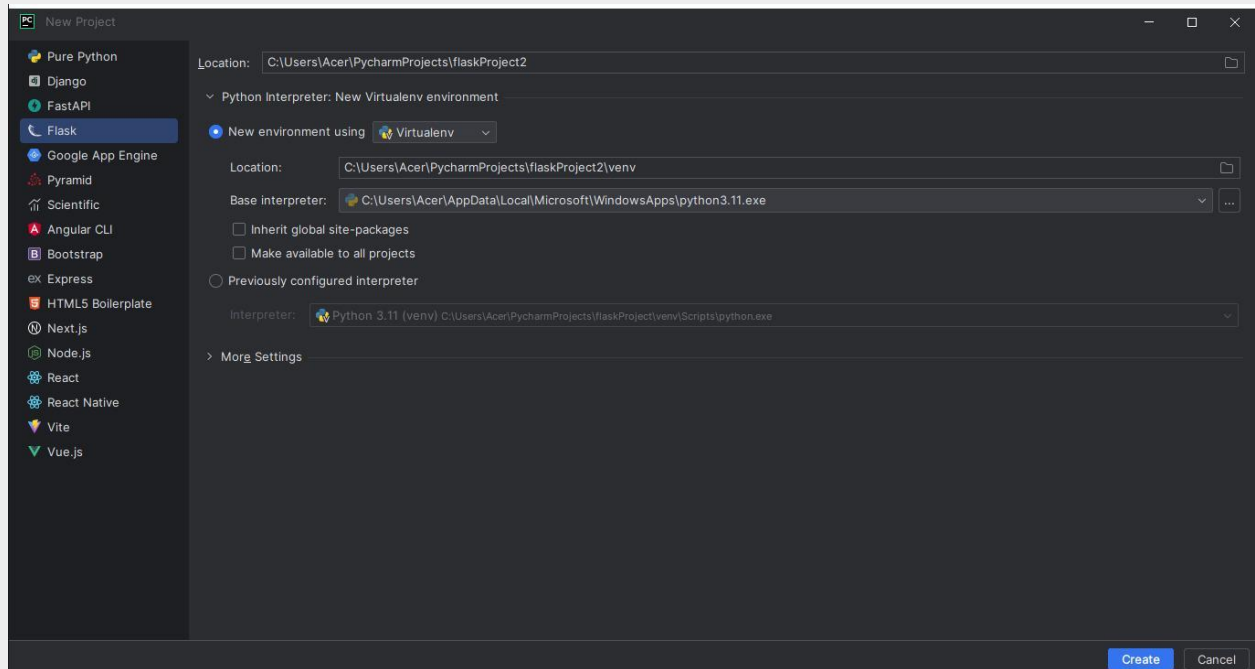 PC New Project
Pure Python
dj Django
FastAPI
Flask
Google App Engine
Pyramid
Scientific
A Angular CLI
B Bootstrap
ex Express
5 HTML5 Boilerplate
N Next.js
JS Node.js
React
React Native
Vite
Vue.js
Location: C:\Users\Acer\PycharmProjects\flaskProject2
Python Interpreter: New Virtualenv environment
New environment using Virtualenv
Location: C:\Users\Acer\PycharmProjects\flaskProject2\venv
Base interpreter: C:\Users\Acer\AppData\Local\Microsoft\WindowsApps\python3.11.exe ...
Inherit global site-packages
Make available to all projects
Previously configured interpreter
Interpreter: Python 3.11 (venv) C:\Users\Acer\PycharmProjects\flaskProject\venv\Scripts\python.exe
More Settings
Create Cancel